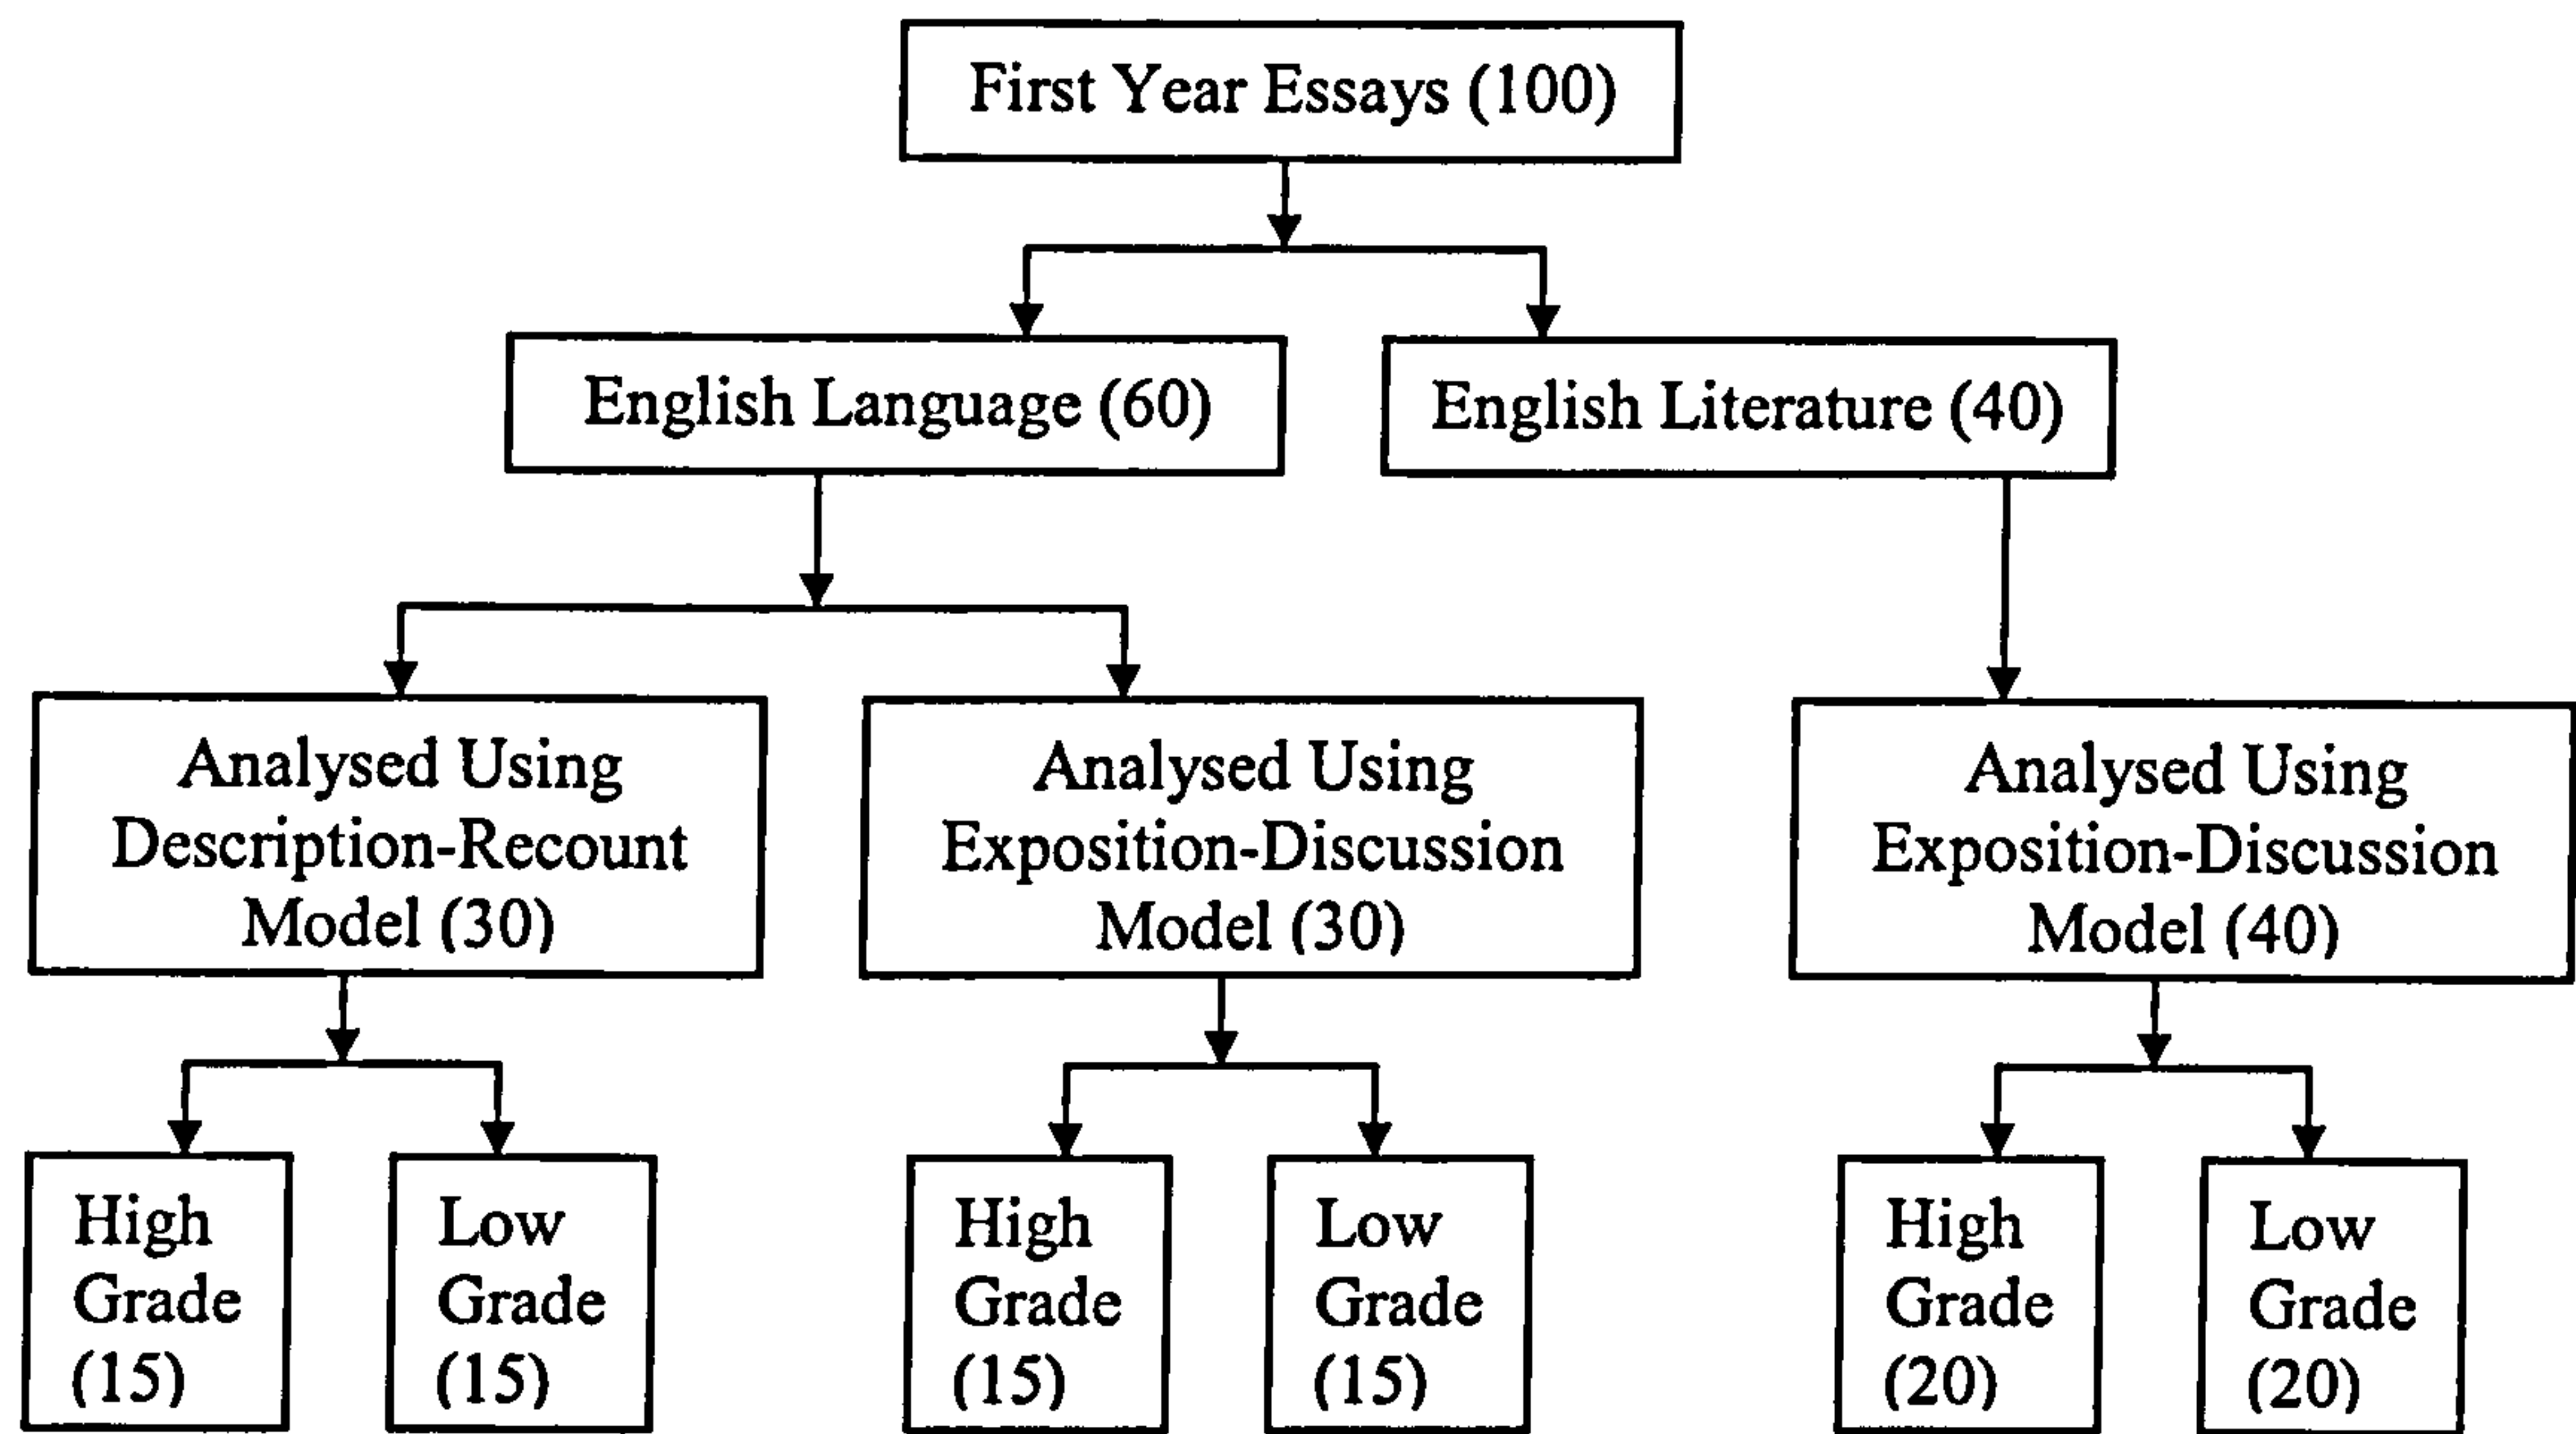 First Year Essays (100)
English Language (60)
English Literature (40)
Analysed Using
Description-Recount
Model (30)
Analysed Using
Exposition-Discussion
Model (30)
Analysed Using
Exposition-Discussion
Model (40)
High
Grade
(15)
Low
Grade
(15)
High
Grade
(15)
Low
Grade
(15)
High
Grade
(20)
Low
Grade
(20)